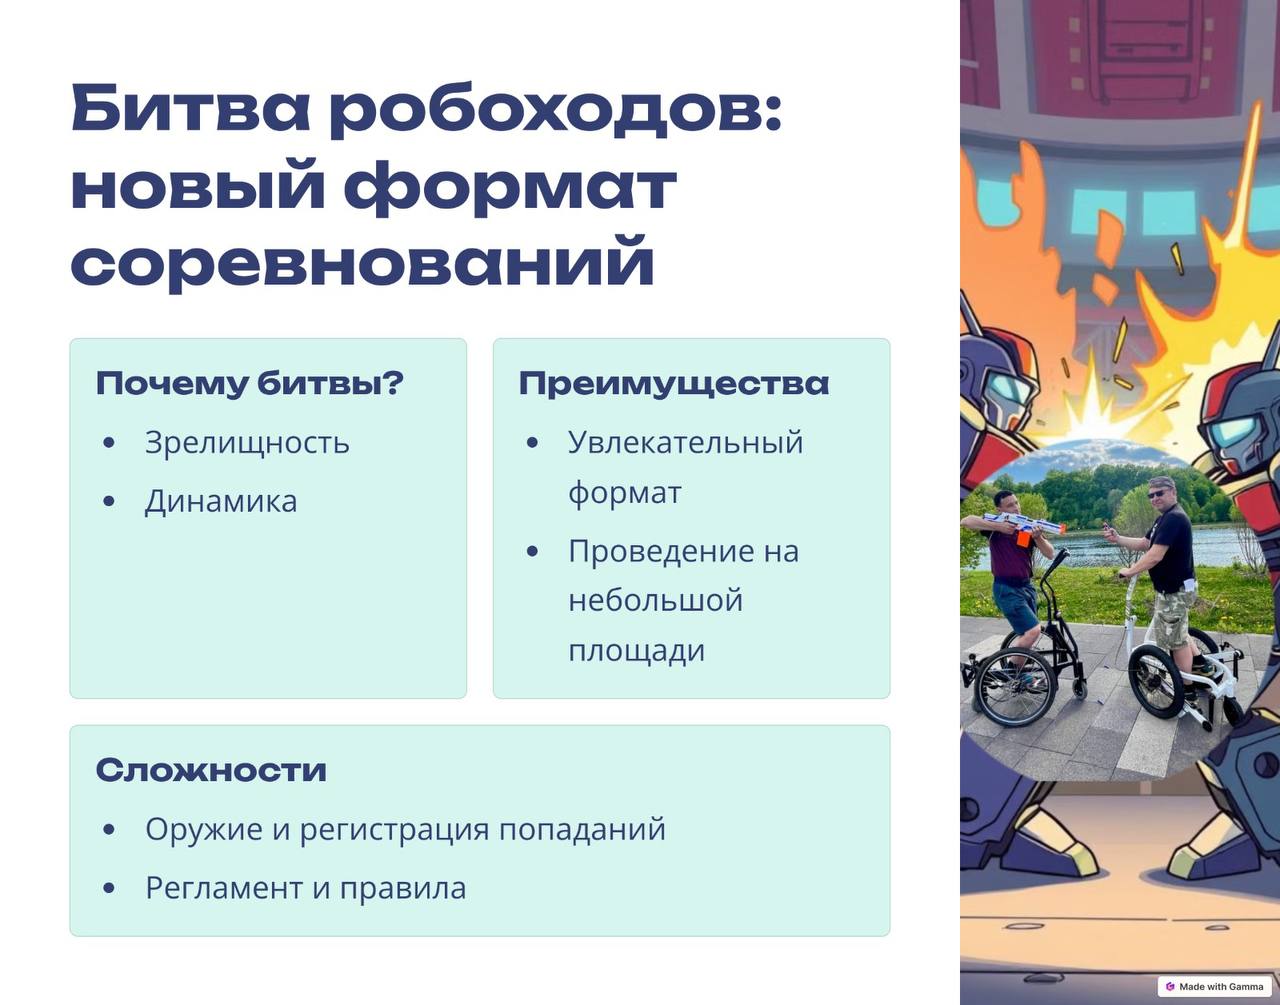 Битва робоходов:
новый формат
соревнований
Почему битвы?
• Зрелищность
• Динамика
Преимущества
• Увлекательный
формат
• Проведение на
небольшой
площади
Сложности
• Оружие и регистрация попаданий
• Регламент и правила
Made with Gamma